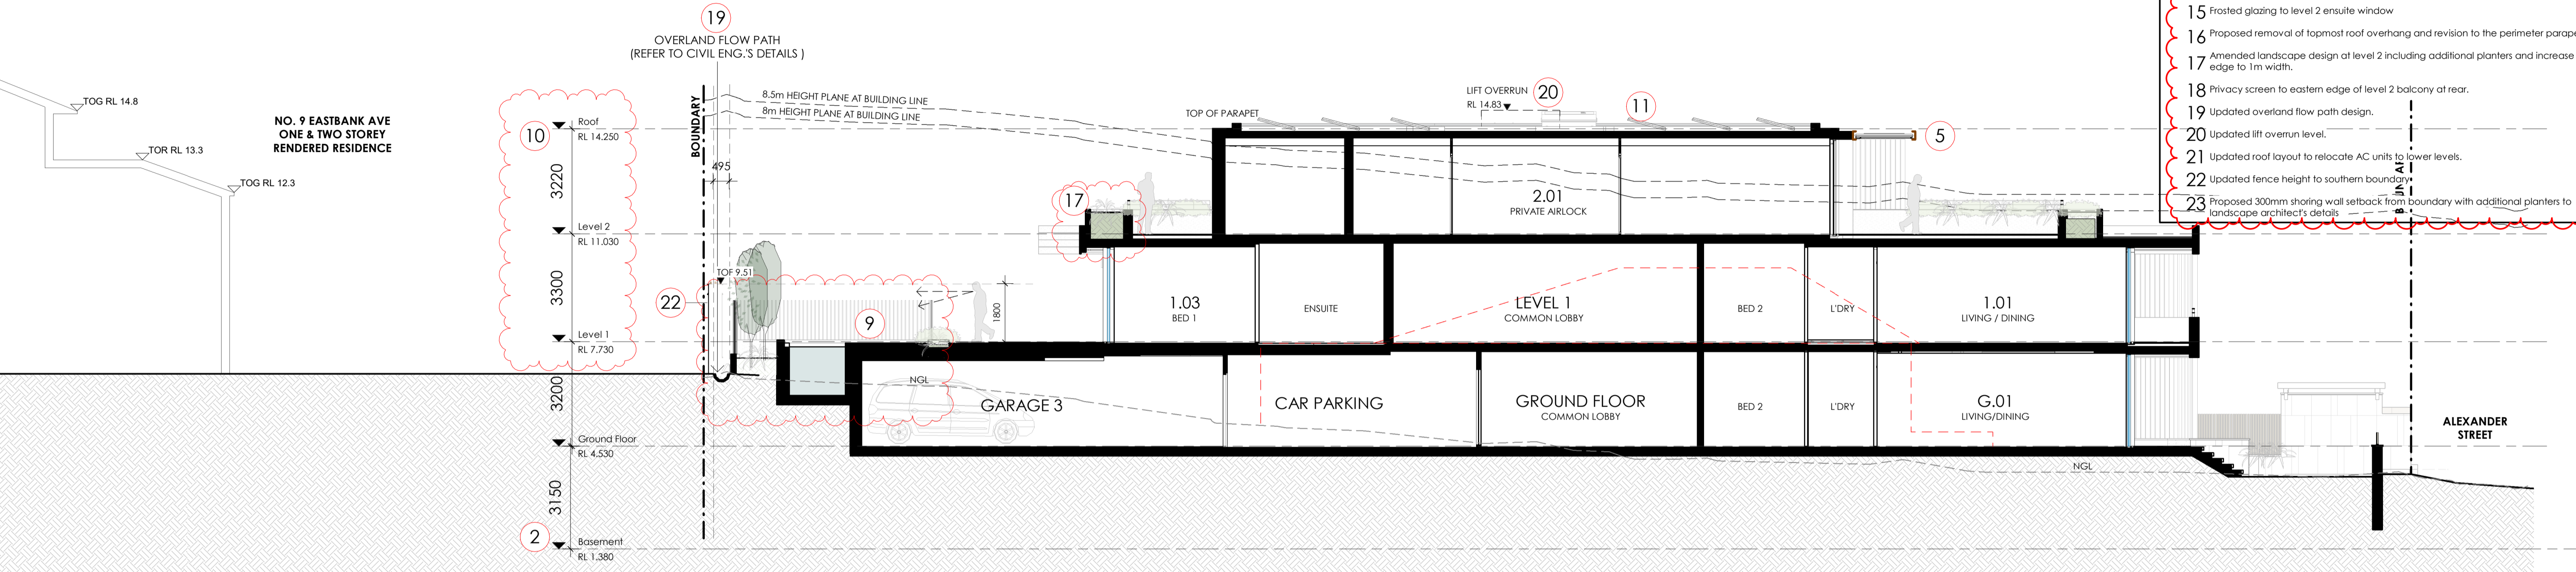 19
OVERLAND FLOW PATH
(REFER TO CIVIL ENG.'S DETAILS )
15 Frosted glazing to level 2 ensuite window
16 Proposed removal of topmost roof overhang and revision to the perimeter
17 Amended landscape design at level 2 including additional planters and increase
edge to 1m width.
18 Privacy screen to eastern edge of level 2 balcony at rear.
19 Updated overland flow path design.
20 Updated lift overrun level.
21 Updated roof layout to relocate AC units to lower levels.
22 Updated fence height to southern boundary
23 Proposed 300mm shoring wall setback from boundary with additional planters to
landscape architect's details
TOG RL 14.8
TOR RL 13.3
TOG RL 12.3
NO. 9 EASTBANK AVE
ONE & TWO STOREY
RENDERED RESIDENCE
10
Roof
RL 14.250
3220
Level 2
RL 11.030
3300
Level 1
RL 7.730
3200
Ground Floor
RL 4.530
3150
2
Basement
RL 1.380
BOUNDARY
495
8.5m HEIGHT PLANE AT BUILDING LINE
8m HEIGHT PLANE AT BUILDING LINE
TOP OF PARAPET
LIFT OVERRUN
RL 14.83
20
11
5
17
2.01
PRIVATE AIRLOCK
TOF 9.51
22
9
1800
1.03
BED 1
ENSUITE
LEVEL 1
COMMON LOBBY
BED 2
L'DRY
1.01
LIVING / DINING
NGL
GARAGE 3
CAR PARKING
GROUND FLOOR
COMMON LOBBY
BED 2
L'DRY
G.01
LIVING/DINING
NGL
ALEXANDER
STREET